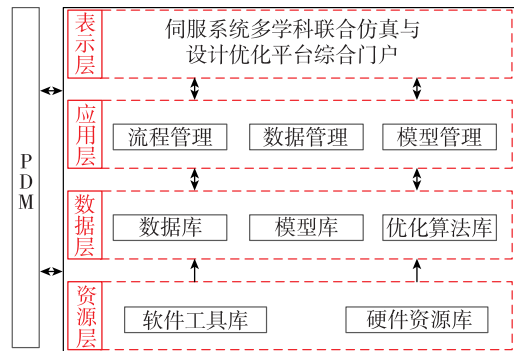 PDM
表示层
伺服系统多学科联合仿真与
设计优化平台综合门户
应用层
流程管理
数据管理
模型管理
数据层
数据库
模型库
优化算法库
资源层
软件工具库
硬件资源库